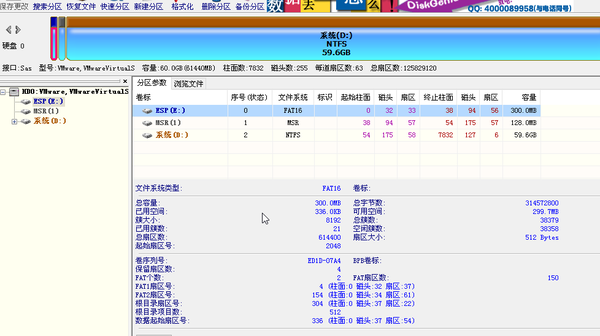 保存更改 搜索分区 恢复文件 快速分区 新建分区 格式化 删除分区 备份分区
数 丢 怎么
DiskGenius
QQ: 4000089958(与电话同号)
硬盘 0
系统(D:)
NTFS
59.6GB
接口:Sas 型号:VMware,VMwareVirtualS 容量:60.0GB(61440MB) 柱面数:7832 磁头数:255 每道扇区数:63 总扇区数:125829120
HD0:VMware,VMwareVirtualS
ESP(E:)
MSR(1)
系统(D:)
分区参数 浏览文件
卷标 序号(状态) 文件系统 标识 起始柱面 磁头 扇区 终止柱面 磁头 扇区 容量
ESP(E:) 0 FAT16 0 32 33 38 94 56 300.0MB
MSR(1) 1 MSR 38 94 57 54 175 57 128.0MB
系统(D:) 2 NTFS 54 175 58 7832 127 6 59.6GB
文件系统类型: FAT16 卷标:
总容量: 300.0MB 总字节数: 314572800
已用空间: 336.0KB 可用空间: 299.7MB
簇大小: 8192 总簇数: 38379
已用簇数: 21 空闲簇数: 38358
总扇区数: 614400 扇区大小: 512 Bytes
起始扇区号: 2048
卷序列号: ED1D-07A4 BPB卷标:
保留扇区数: 4
FAT个数: 2 FAT扇区数: 150
FAT1扇区号: 4 (柱面:0 磁头:32 扇区:37)
FAT2扇区号: 154 (柱面:0 磁头:34 扇区:61)
根目录扇区号: 304 (柱面:0 磁头:37 扇区:22)
根目录项目数: 512
数据起始扇区号: 336 (柱面:0 磁头:37 扇区:54)